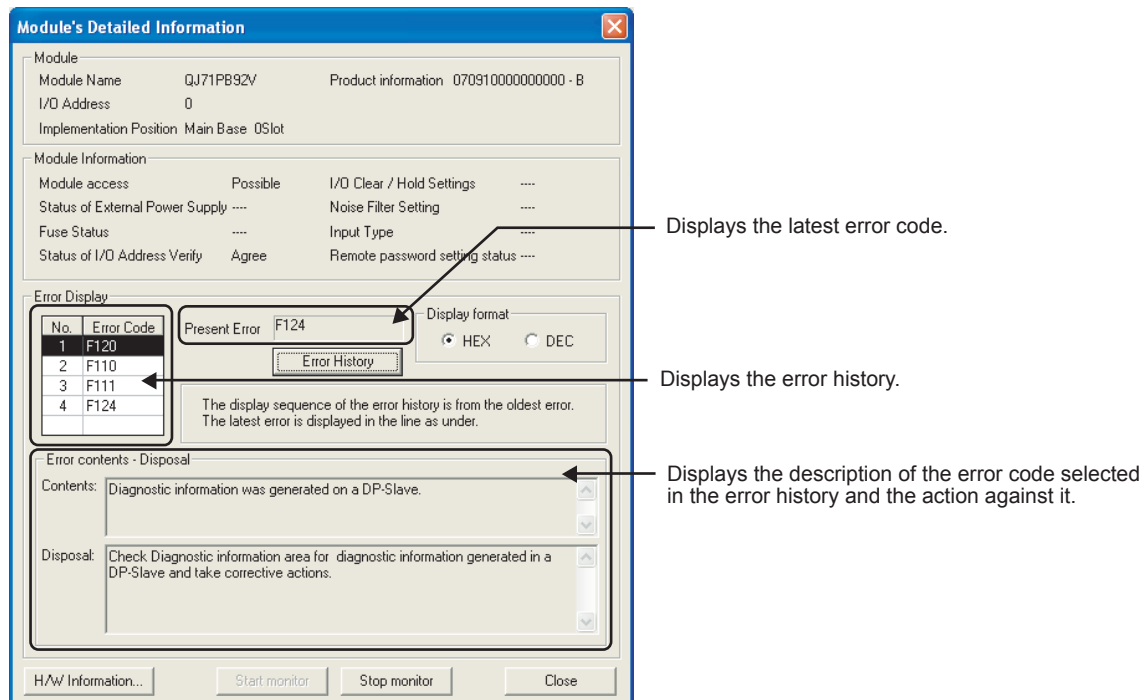 Module's Detailed Information
Module
Module Name QJ71PB92V Product information 070910000000000 - B
I/O Address 0
Implementation Position Main Base 0Slot
Module Information
Module access Possible I/O Clear / Hold Settings ----
Status of External Power Supply ---- Noise Filter Setting ----
Fuse Status ---- Input Type ----
Status of I/O Address Verify Agree Remote password setting status ----
Displays the latest error code.
Error Display
No. Error Code
1 F120
2 F110
3 F111
4 F124
Present Error F124
Display format
HEX DEC
Error History
Displays the error history.
The display sequence of the error history is from the oldest error.
The latest error is displayed in the line as under.
Error contents - Disposal
Contents: Diagnostic information was generated on a DP-Slave.
Displays the description of the error code selected
in the error history and the action against it.
Disposal: Check Diagnostic information area for diagnostic information generated in a
DP-Slave and take corrective actions.
H/W Information... Start monitor Stop monitor Close